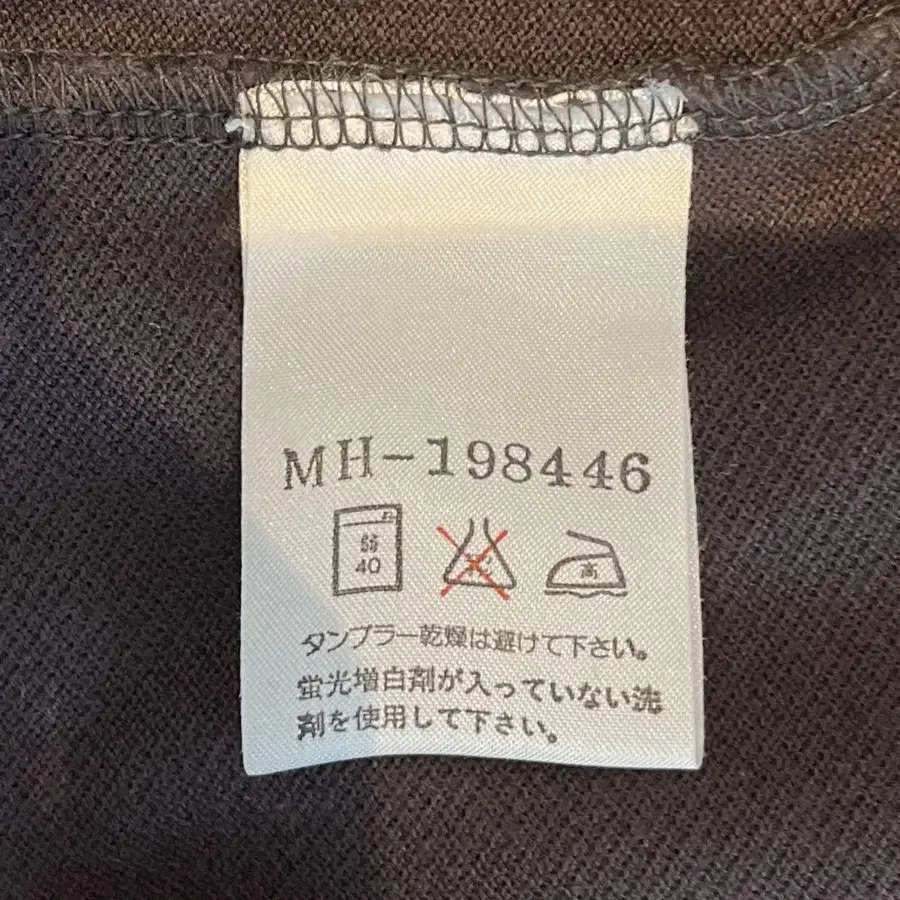 MH-198446
弱
40
高
タンブラー乾燥は避けて下さい。
蛍光増白剤が入っていない洗
剤を使用して下さい。